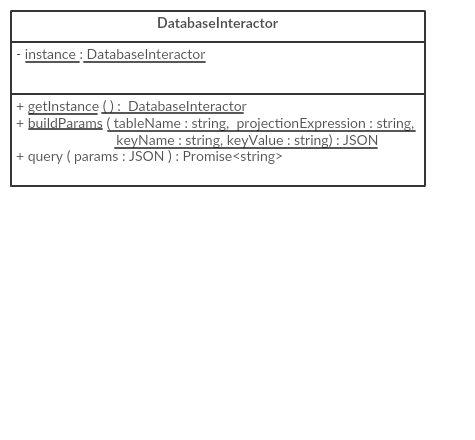 DatabaseInteractor
- instance : DatabaseInteractor
+ getInstance ( ) :  DatabaseInteractor
+ buildParams ( tableName : string,  projectionExpression : string,
keyName : string, keyValue : string) : JSON
+ query ( params : JSON ) : Promise<string>